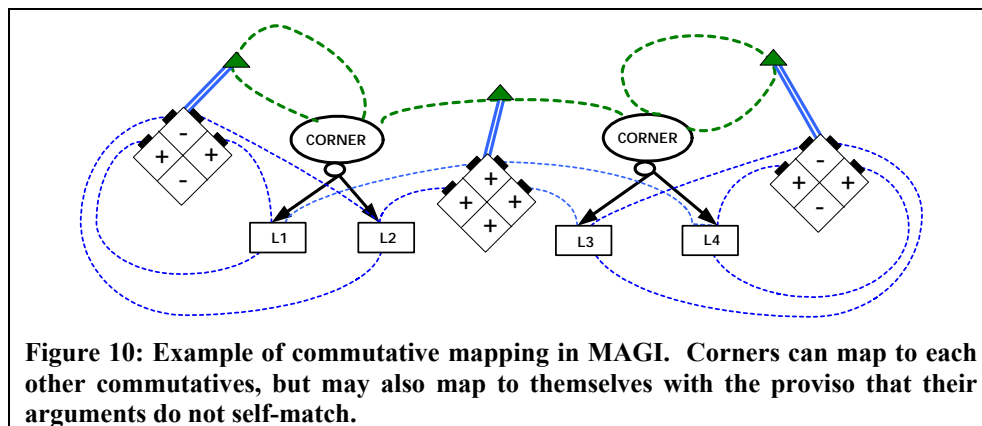 CORNER
CORNER
-
+ +
-
+
+ +
+
-
+ +
-
L1 L2 L3 L4
Figure 10: Example of commutative mapping in MAGI. Corners can map to each
other commutatives, but may also map to themselves with the proviso that their
arguments do not self-match.